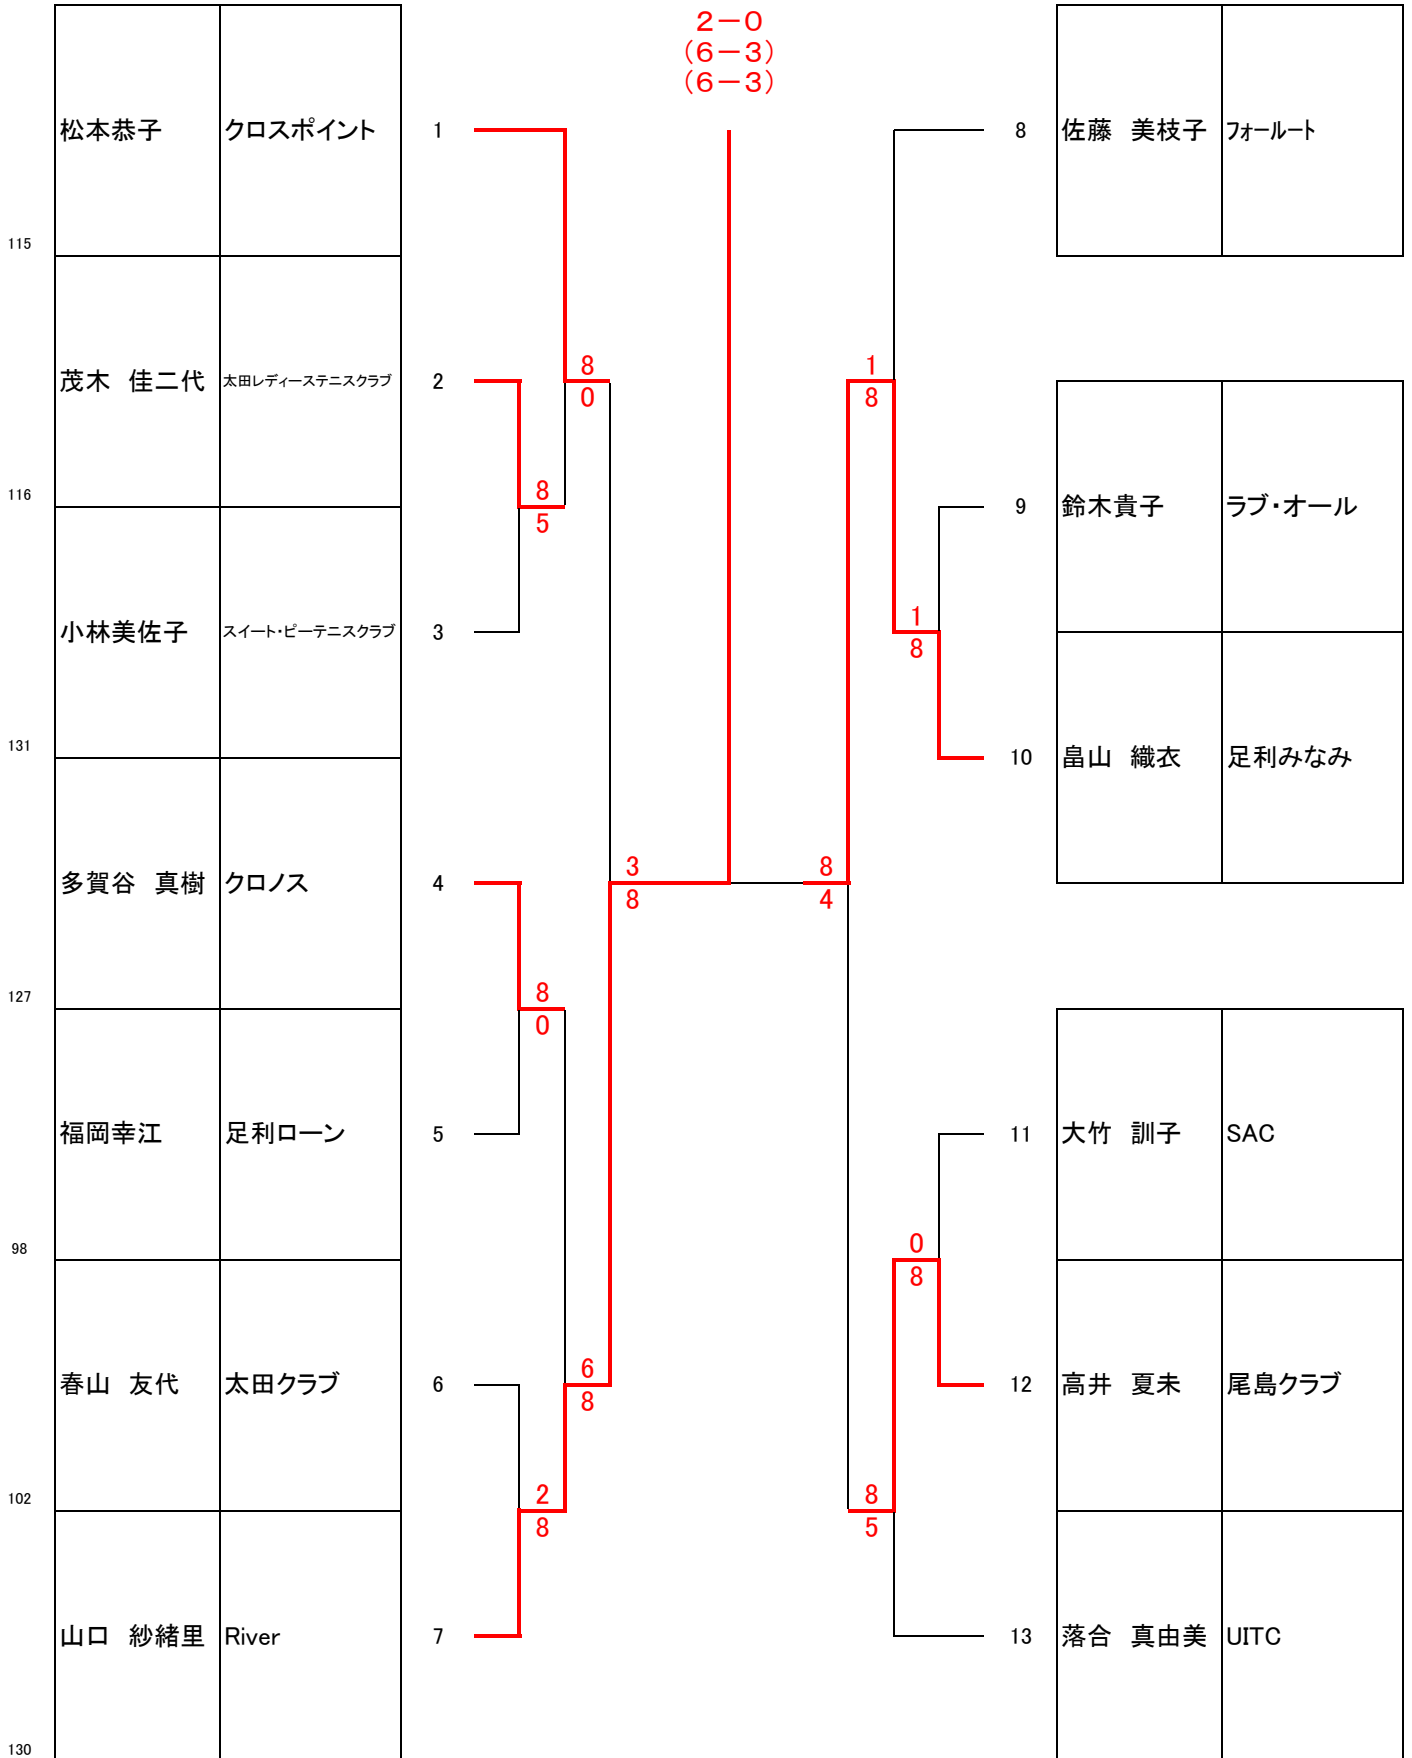 2－0
(6－3)
(6－3)
松本恭子 クロスポイント 1
8 佐藤　美枝子 フォールート
115
8
0
1
8
茂木　佳二代 太田レディーステニスクラブ 2
116
8
5
9 鈴木貴子 ラブ・オール
小林美佐子 スイート・ピーテニスクラブ 3
1
8
131
10 畠山　織衣 足利みなみ
多賀谷　真樹 クロノス 4
3
8
8
4
127
8
0
福岡幸江 足利ローン 5
11 大竹　訓子 SAC
98
0
8
春山　友代 太田クラブ 6
6
8
12 高井　夏未 尾島クラブ
102
2
8
8
5
山口　紗緒里 River 7
13 落合　真由美 UITC
130